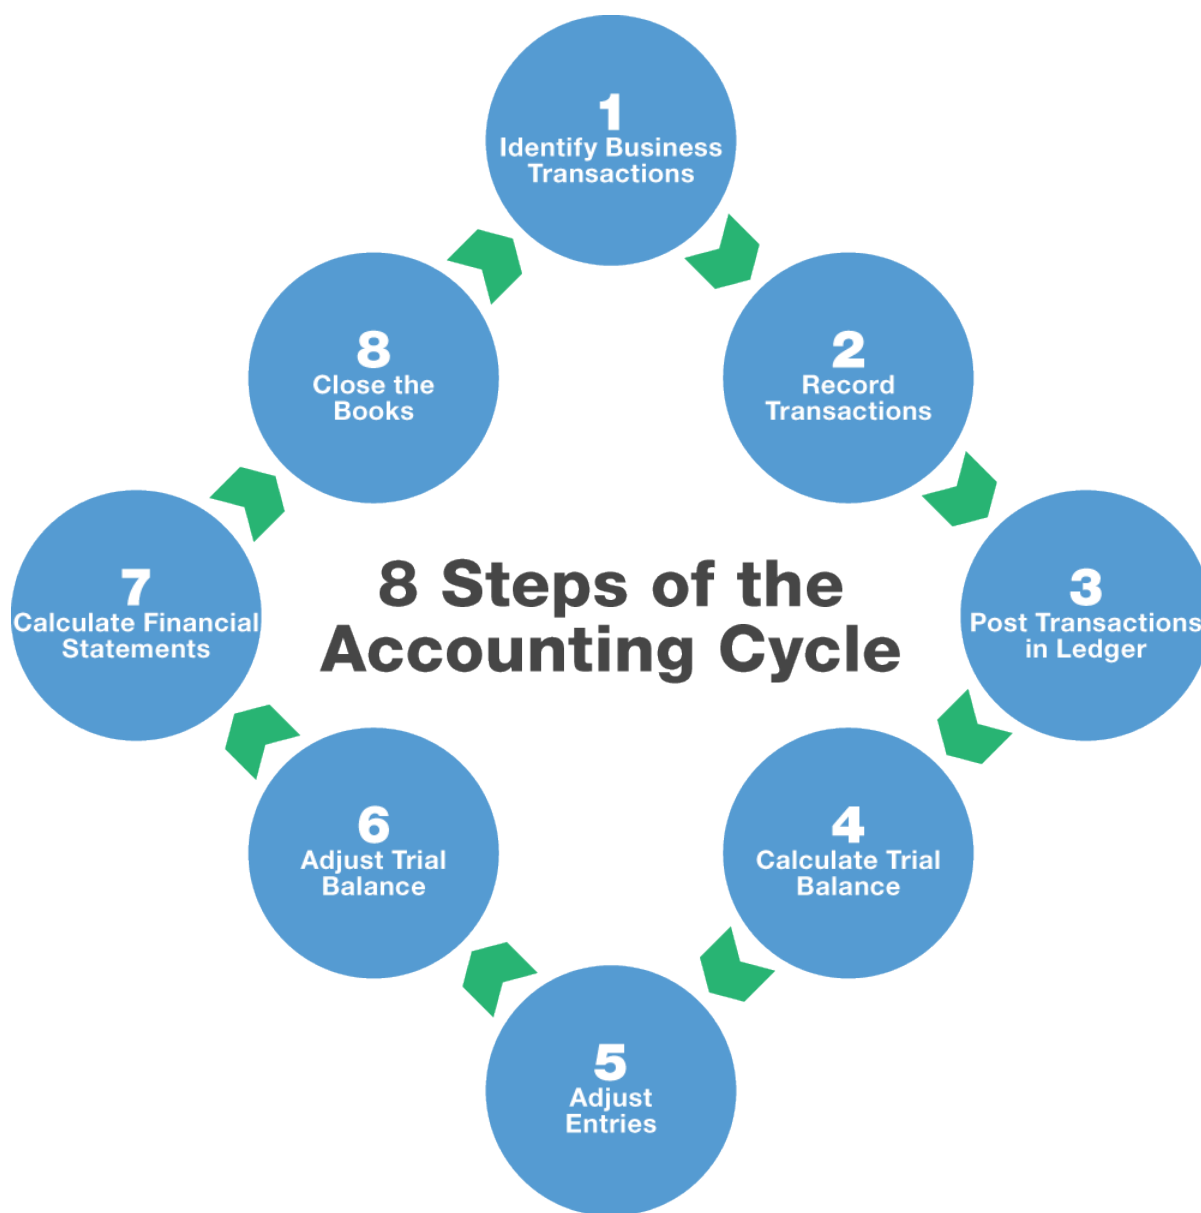 1
Identify Business
Transactions
2
Record
Transactions
3
Post Transactions
in Ledger
4
Calculate Trial
Balance
5
Adjust
Entries
6
Adjust Trial
Balance
7
Calculate Financial
Statements
8
Close the
Books
8 Steps of the
Accounting Cycle